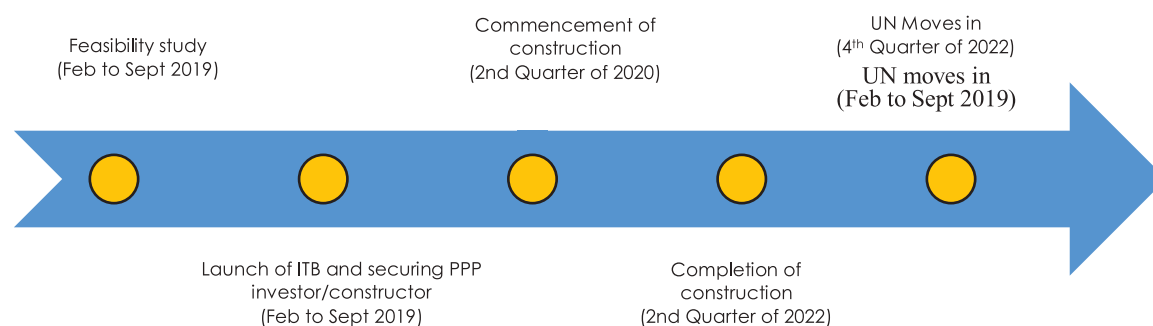 Feasibility study
(Feb to Sept 2019)
Launch of ITB and securing PPP
investor/constructor
(Feb to Sept 2019)
Commencement of
construction
(2nd Quarter of 2020)
Completion of
construction
(2nd Quarter of 2022)
UN Moves in
(4th Quarter of 2022)
UN moves in
(Feb to Sept 2019)